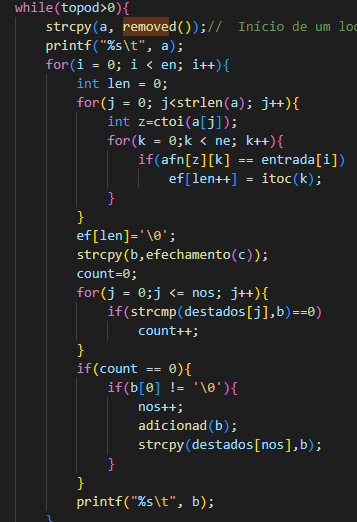 while(topod>0){
strcpy(a, removed());//  Início de um loo
printf("%s\t", a);
for(i = 0; i < en; i++){
int len = 0;
for(j = 0; j<strlen(a); j++){
int z=ctoi(a[j]);
for(k = 0;k < ne; k++){
if(afn[z][k] == entrada[i])
ef[len++] = itoc(k);
}
}
ef[len]='\0';
strcpy(b,efechamento(c));
count=0;
for(j = 0;j <= nos; j++){
if(strcmp(destados[j],b)==0)
count++;
}
if(count == 0){
if(b[0] != '\0'){
nos++;
adicionad(b);
strcpy(destados[nos],b);
}
}
printf("%s\t", b);
}